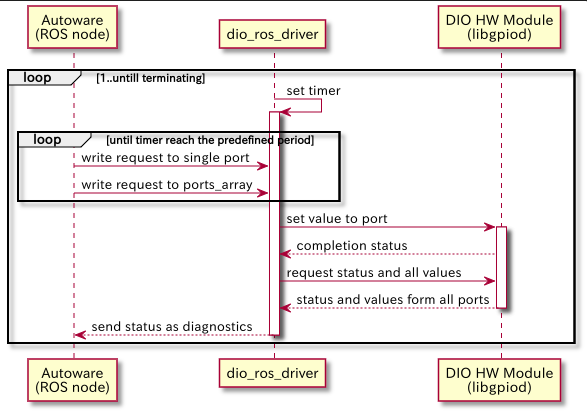 Autoware
(ROS node)
dio_ros_driver
DIO HW Module
(libgpiod)
loop
[1..untill terminating]
set timer
loop
[until timer reach the predefined period]
write request to single port
write request to ports_array
set value to port
completion status
request status and all values
status and values form all ports
send status as diagnostics
Autoware
(ROS node)
dio_ros_driver
DIO HW Module
(libgpiod)